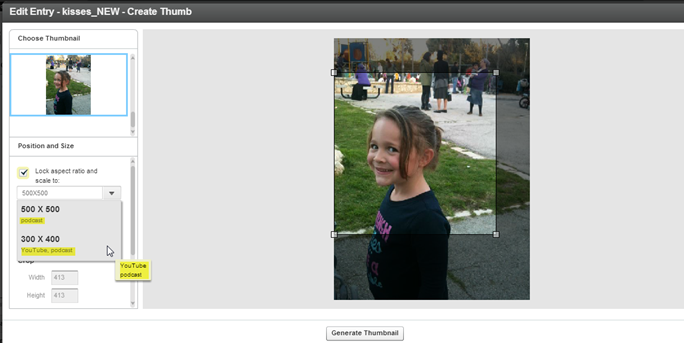 Edit Entry - kisses_NEW - Create Thumb
Choose Thumbnail
Position and Size
Lock aspect ratio and
scale to:
500X500
500 X 500
podcast
300 X 400
YouTube, podcast
YouTube
podcast
Crop
Width 413
Height 413
Generate Thumbnail